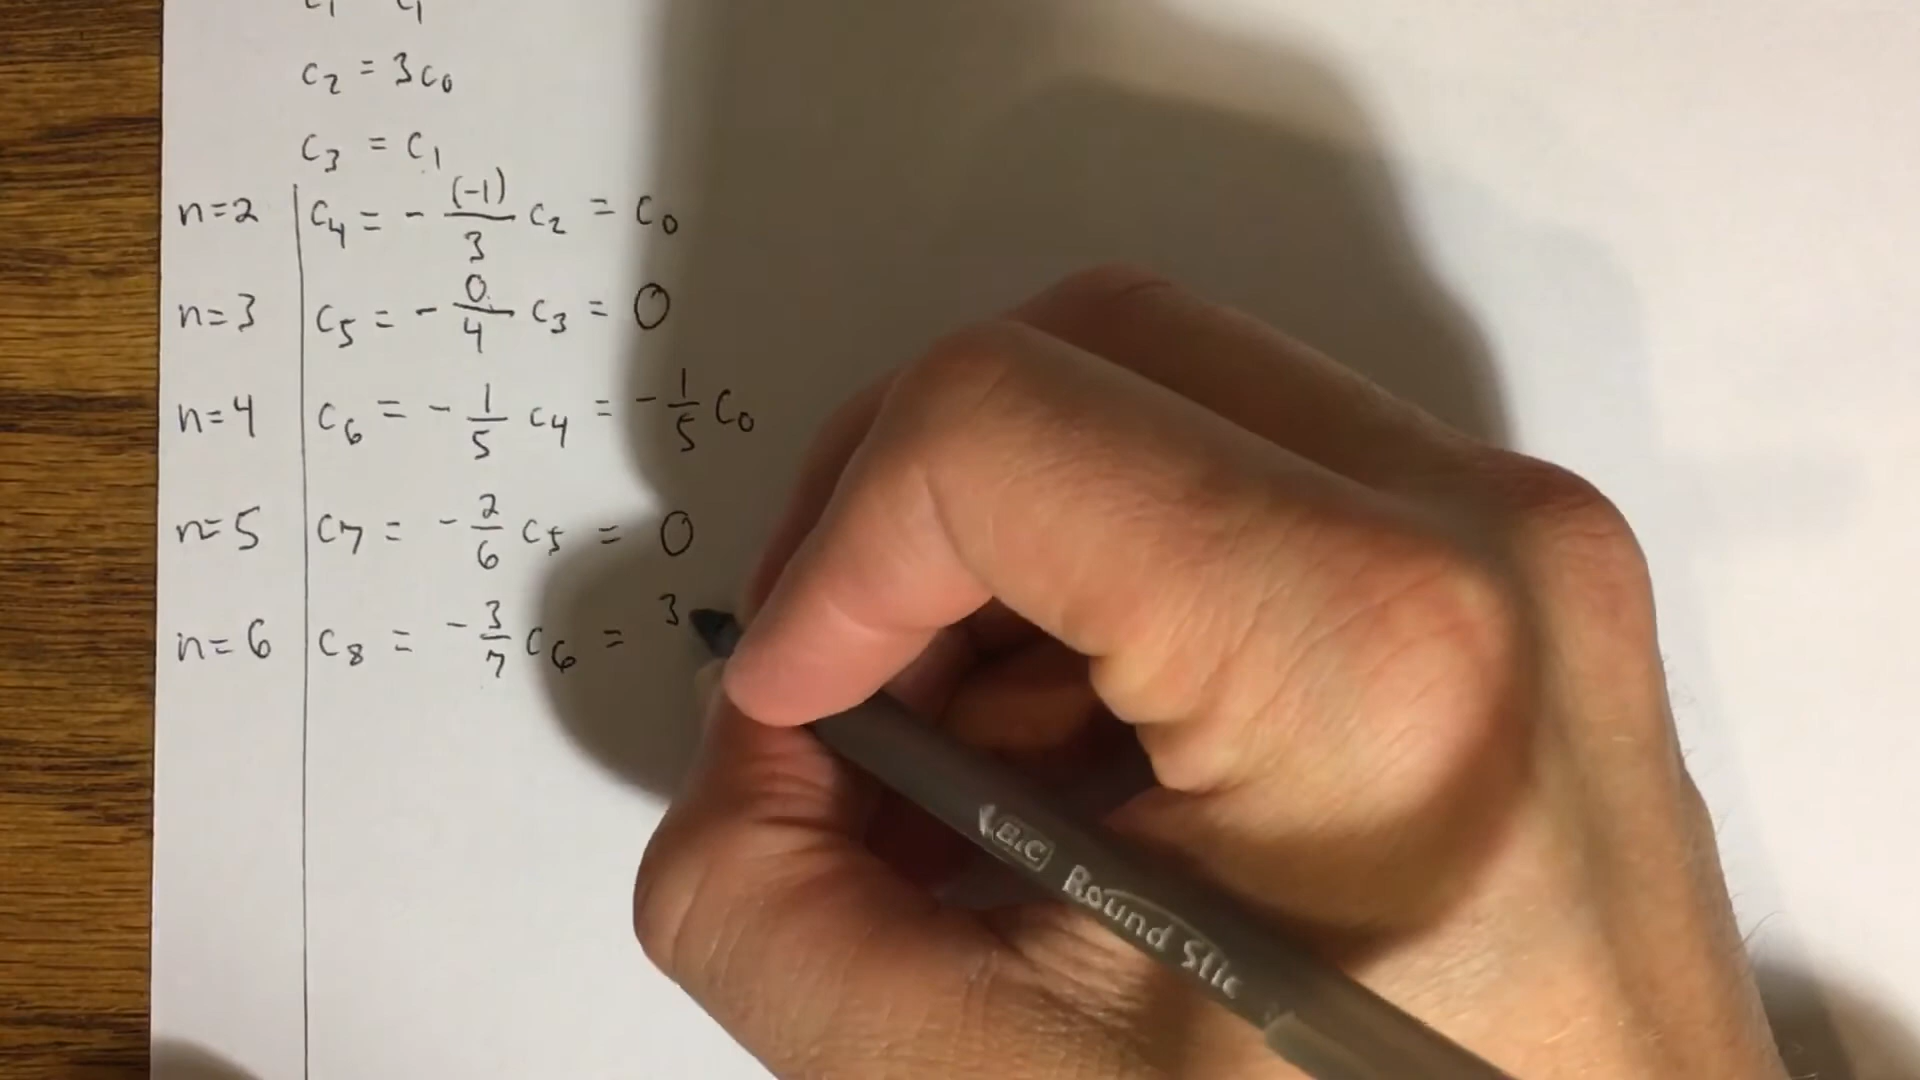 c₁ c₁
c₂ = 3c₀
c₃ = c₁
n=2 c₄ = - (-1)/3 c₂ = c₀
n=3 c₅ = - 0/4 c₃ = 0
n=4 c₆ = - 1/5 c₄ = - 1/5 c₀
n=5 c₇ = - 2/6 c₅ = 0
n=6 c₈ = - 3/7 c₆ = 3
BIC Round Stic